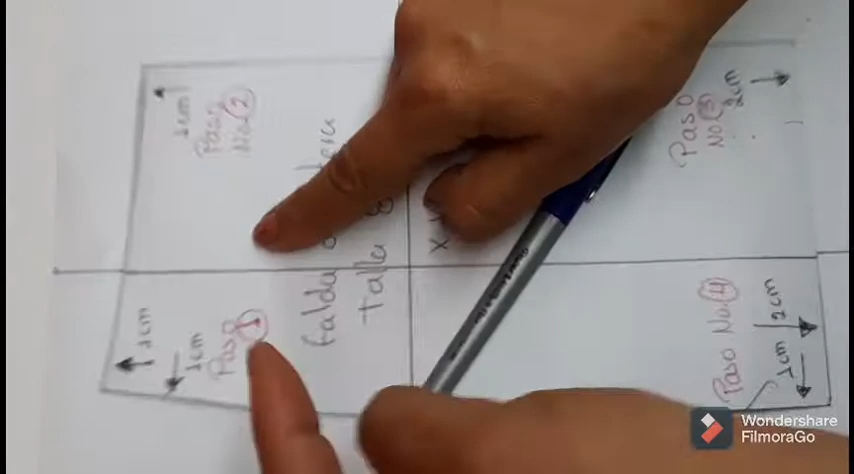 1cm
Paso
No. 2
Paso
No 3
2cm
falda
talla 8
x
1cm
1cm
Paso
1
Paso No. 4
2cm
1cm
Wondershare
FilmoraGo